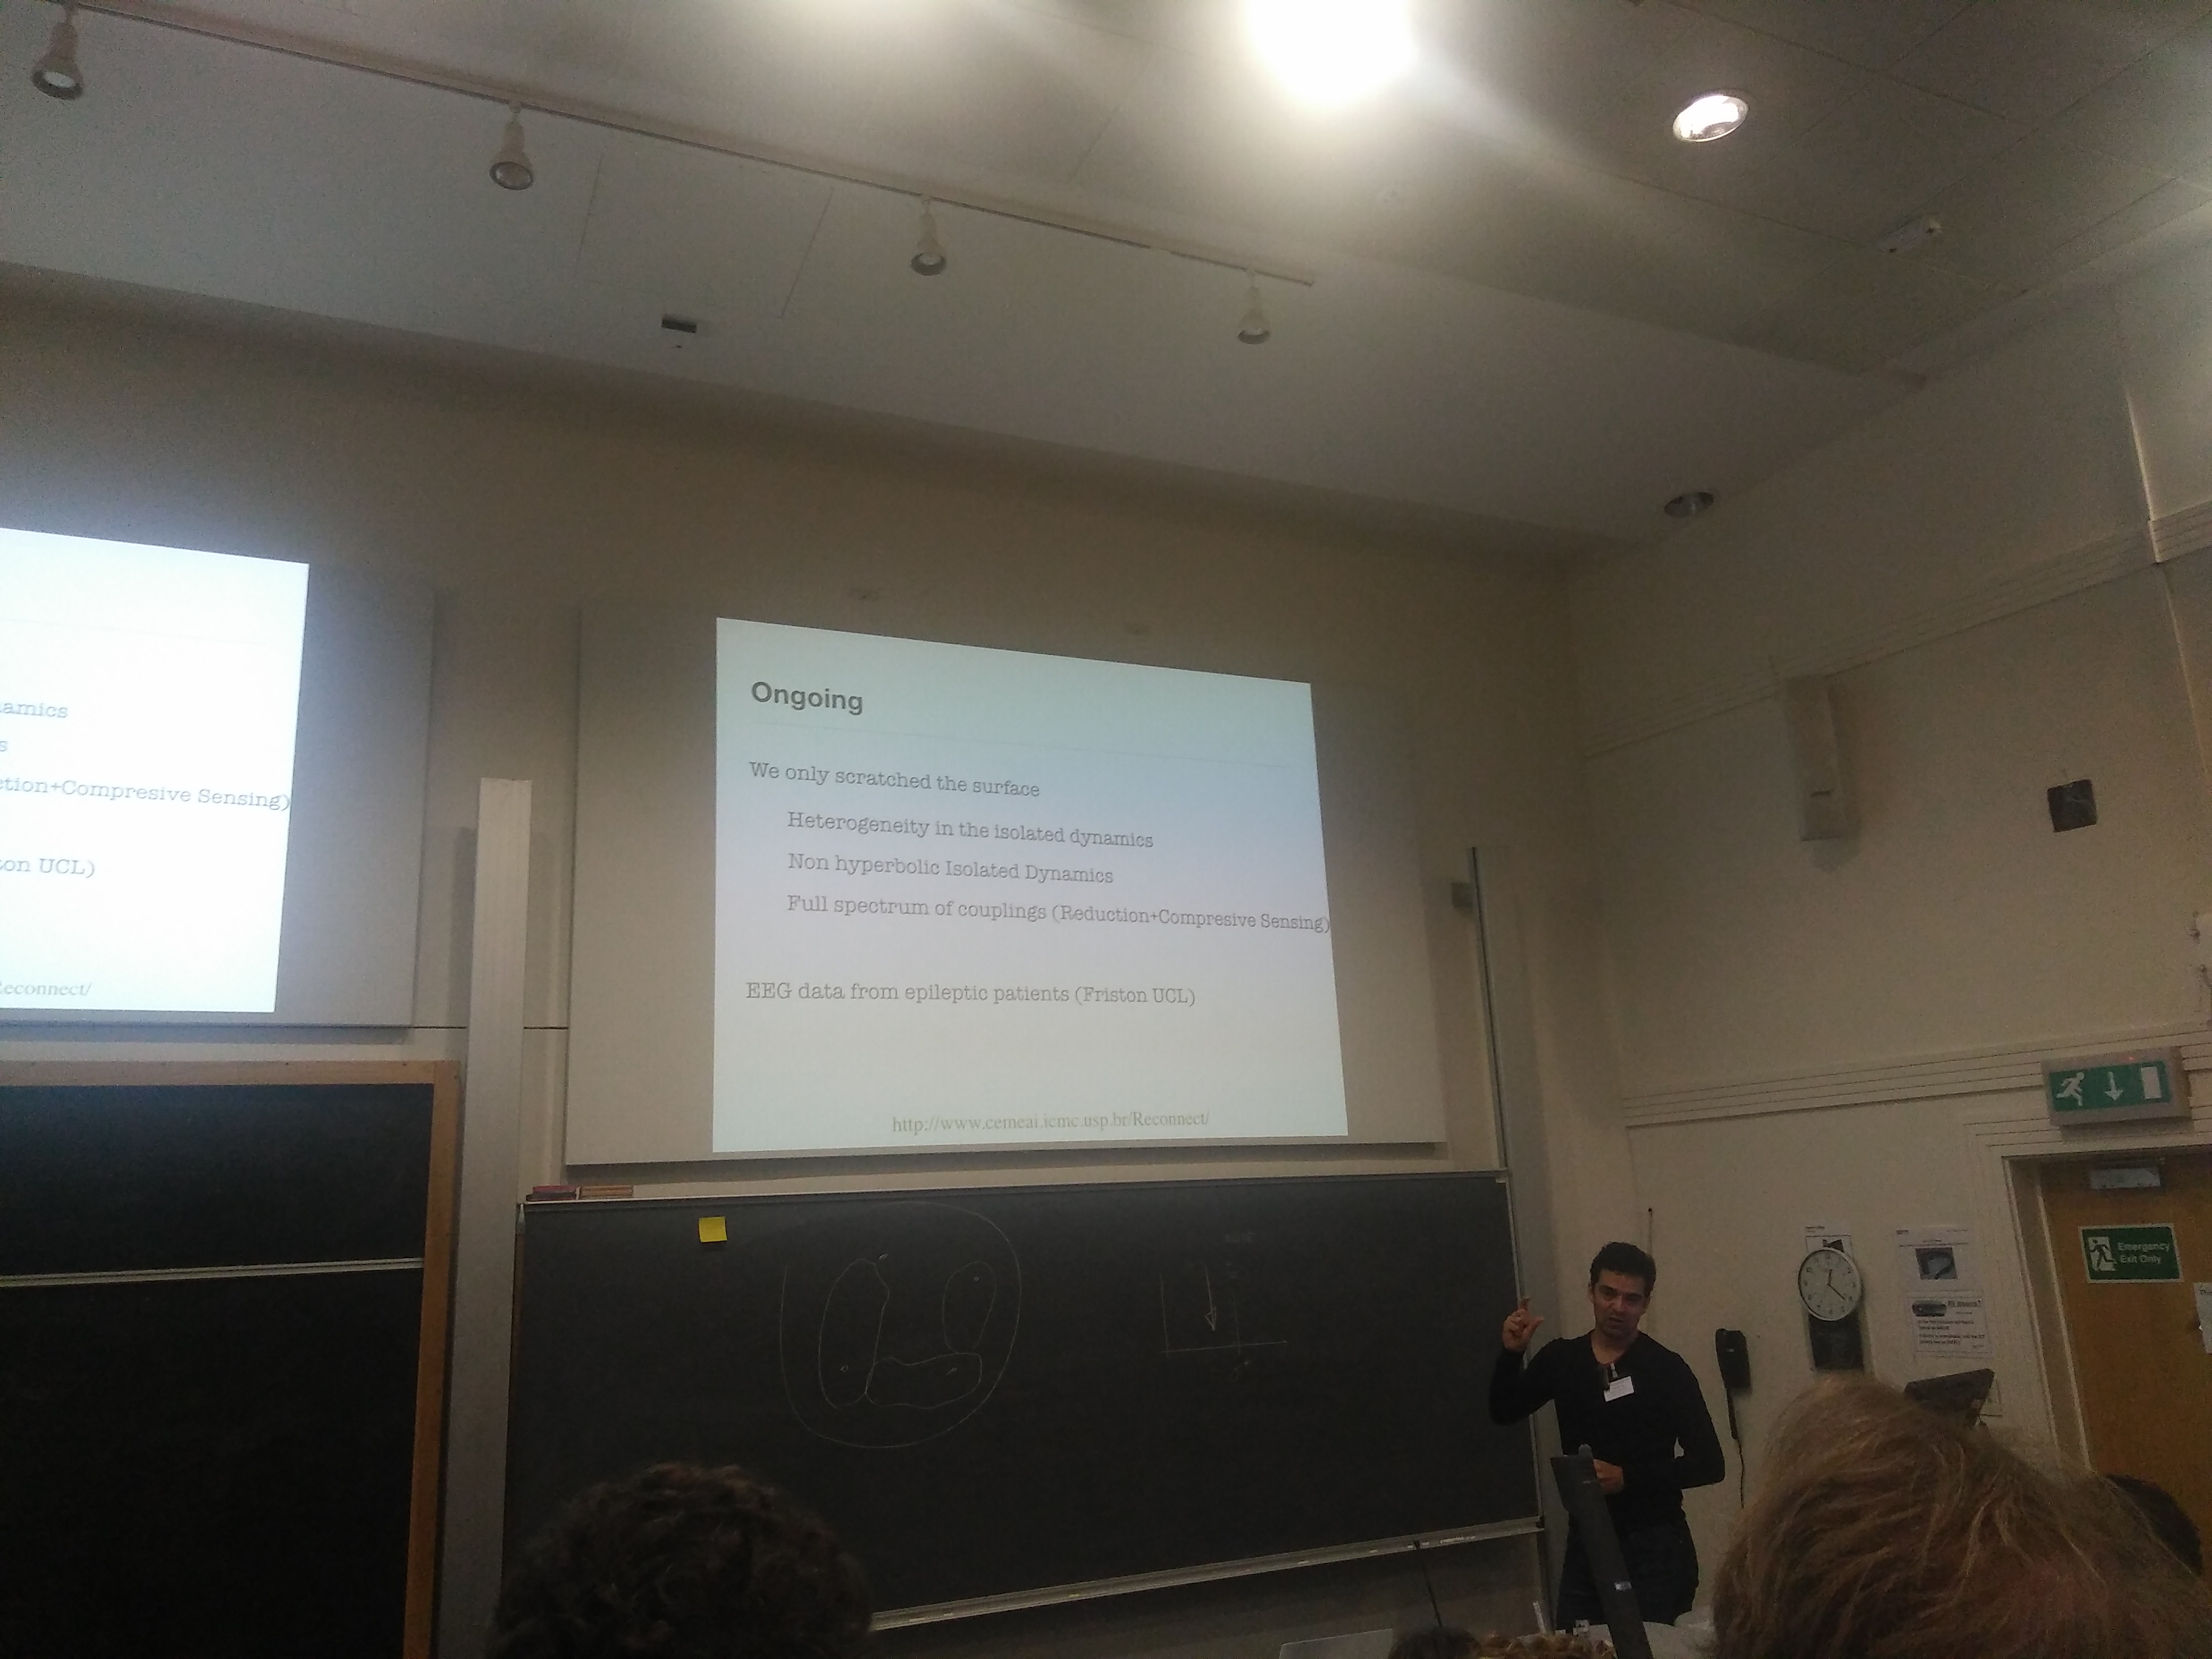 amics
s
ction+Compresive Sensing)
on UCL)
Reconnect/
Ongoing
We only scratched the surface
Heterogeneity in the isolated dynamics
Non hyperbolic Isolated Dynamics
Full spectrum of couplings (Reduction+Compresive Sensing)
EEG data from epileptic patients (Friston UCL)
http://www.cemeai.icmc.usp.br/Reconnect/
Emergency
Exit Only